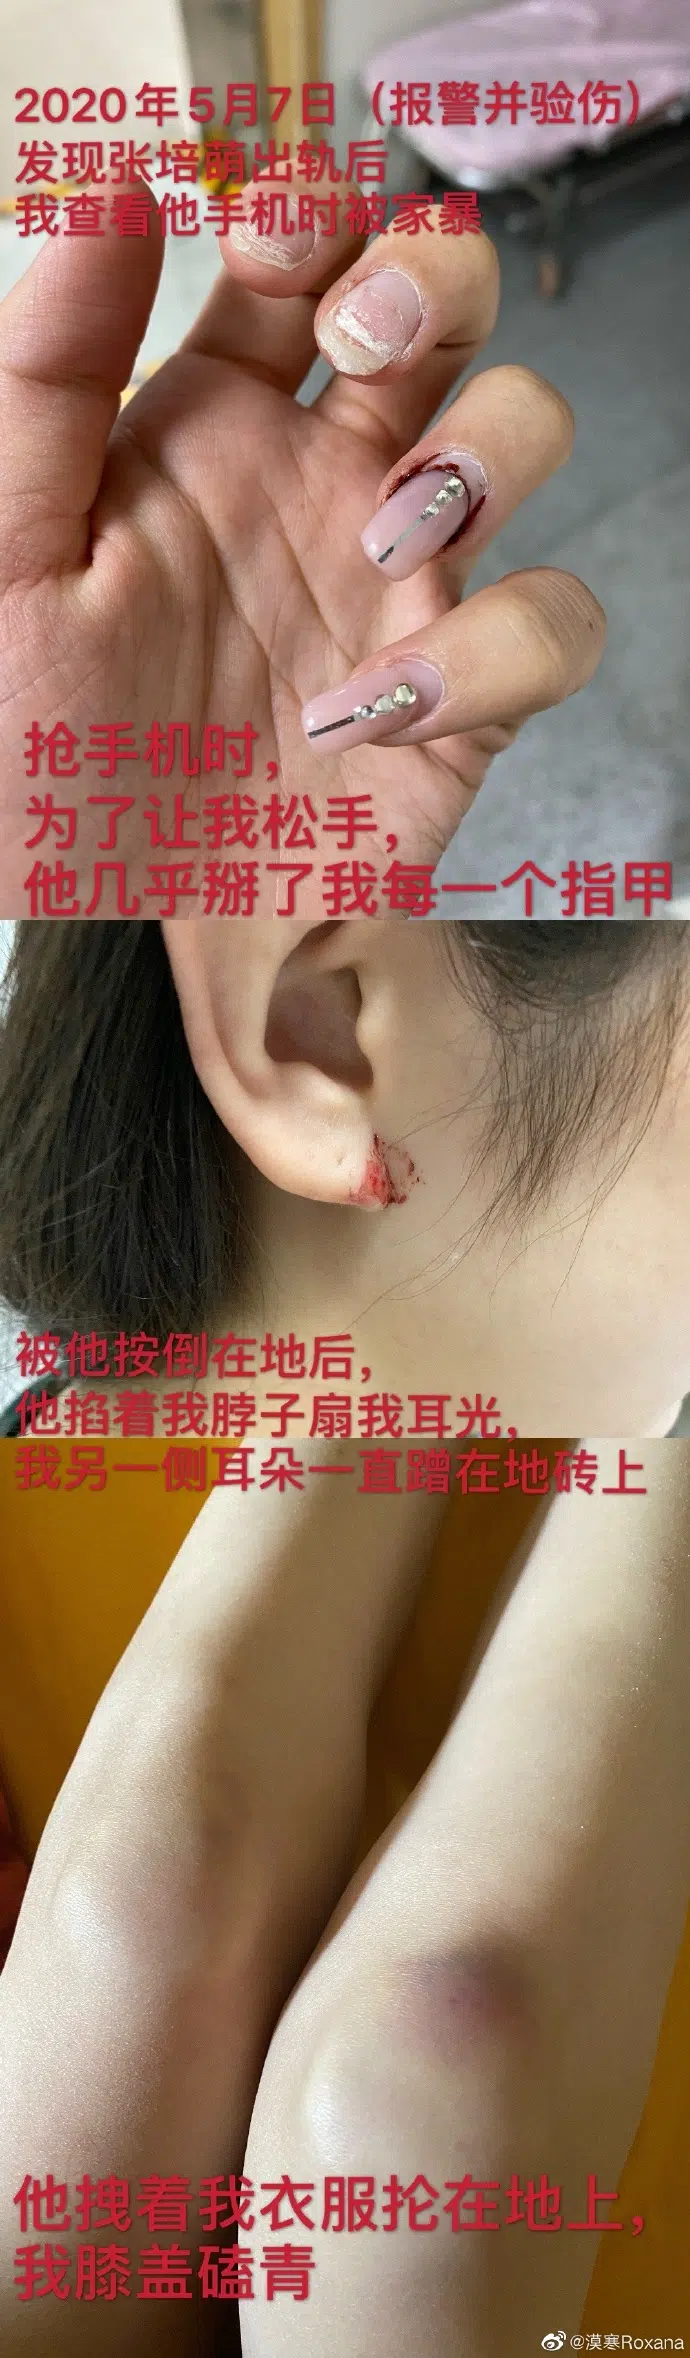 2020年5月7日（报警并验伤）
发现张培萌出轨后
我查看他手机时被家暴
抢手机时，
为了让我松手，
他几乎掰了我每一个指甲
被他按倒在地后，
他掐着我脖子扇我耳光，
我另一侧耳朵一直蹭在地砖上
他拽着我衣服抡在地上，
我膝盖磕青
@漠寒Roxana